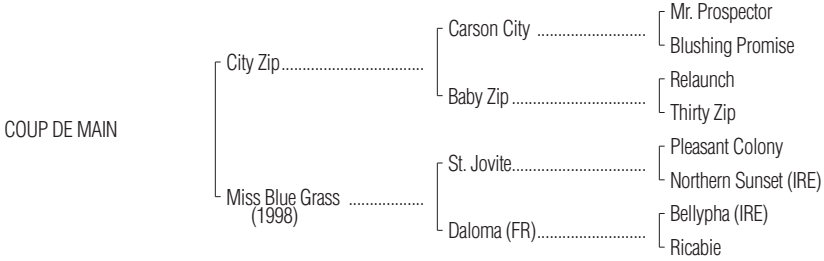 Mr. Prospector
Carson City ..........................
Blushing Promise
City Zip.................................
Relaunch
Baby Zip ................................
Thirty Zip
COUP DE MAIN
Pleasant Colony
St. Jovite................................
Northern Sunset (IRE)
Miss Blue Grass ..................
(1998)
Bellypha (IRE)
Daloma (FR)..........................
Ricabie